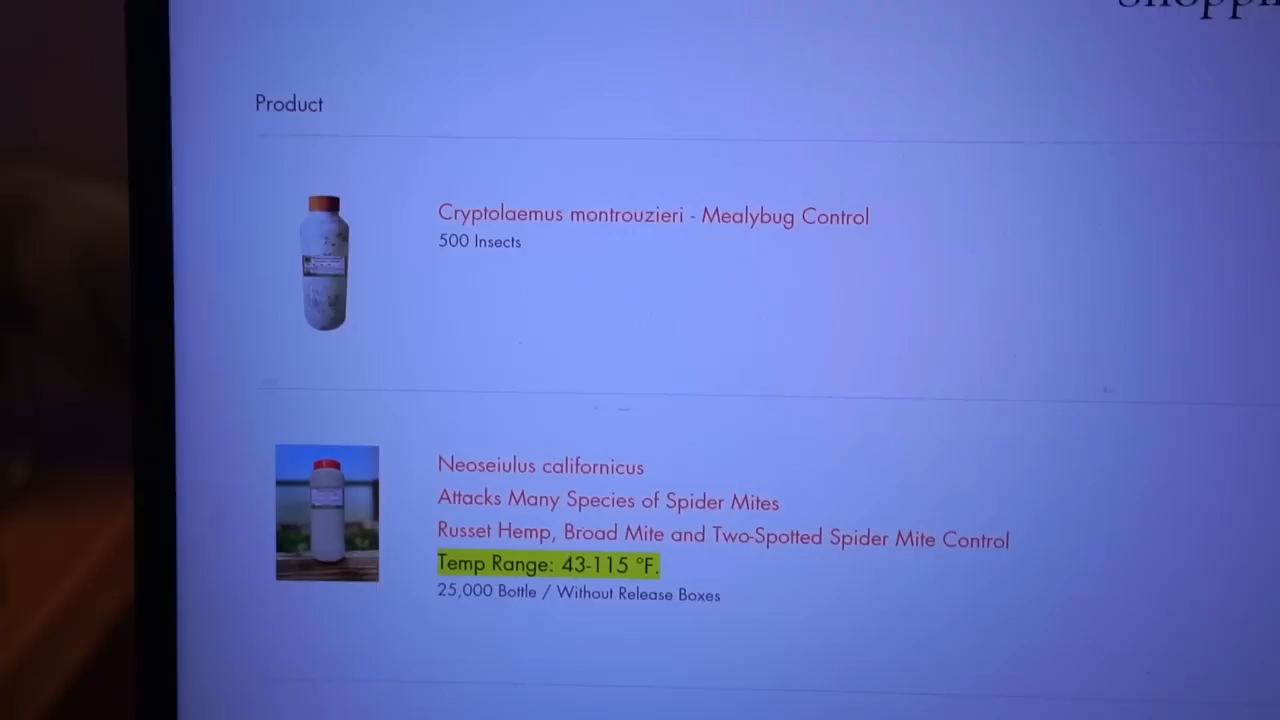 Product
Cryptolaemus montrouzieri - Mealybug Control
500 Insects
Neoseiulus californicus
Attacks Many Species of Spider Mites
Russet Hemp, Broad Mite and Two-Spotted Spider Mite Control
Temp Range: 43-115 °F.
25,000 Bottle / Without Release Boxes